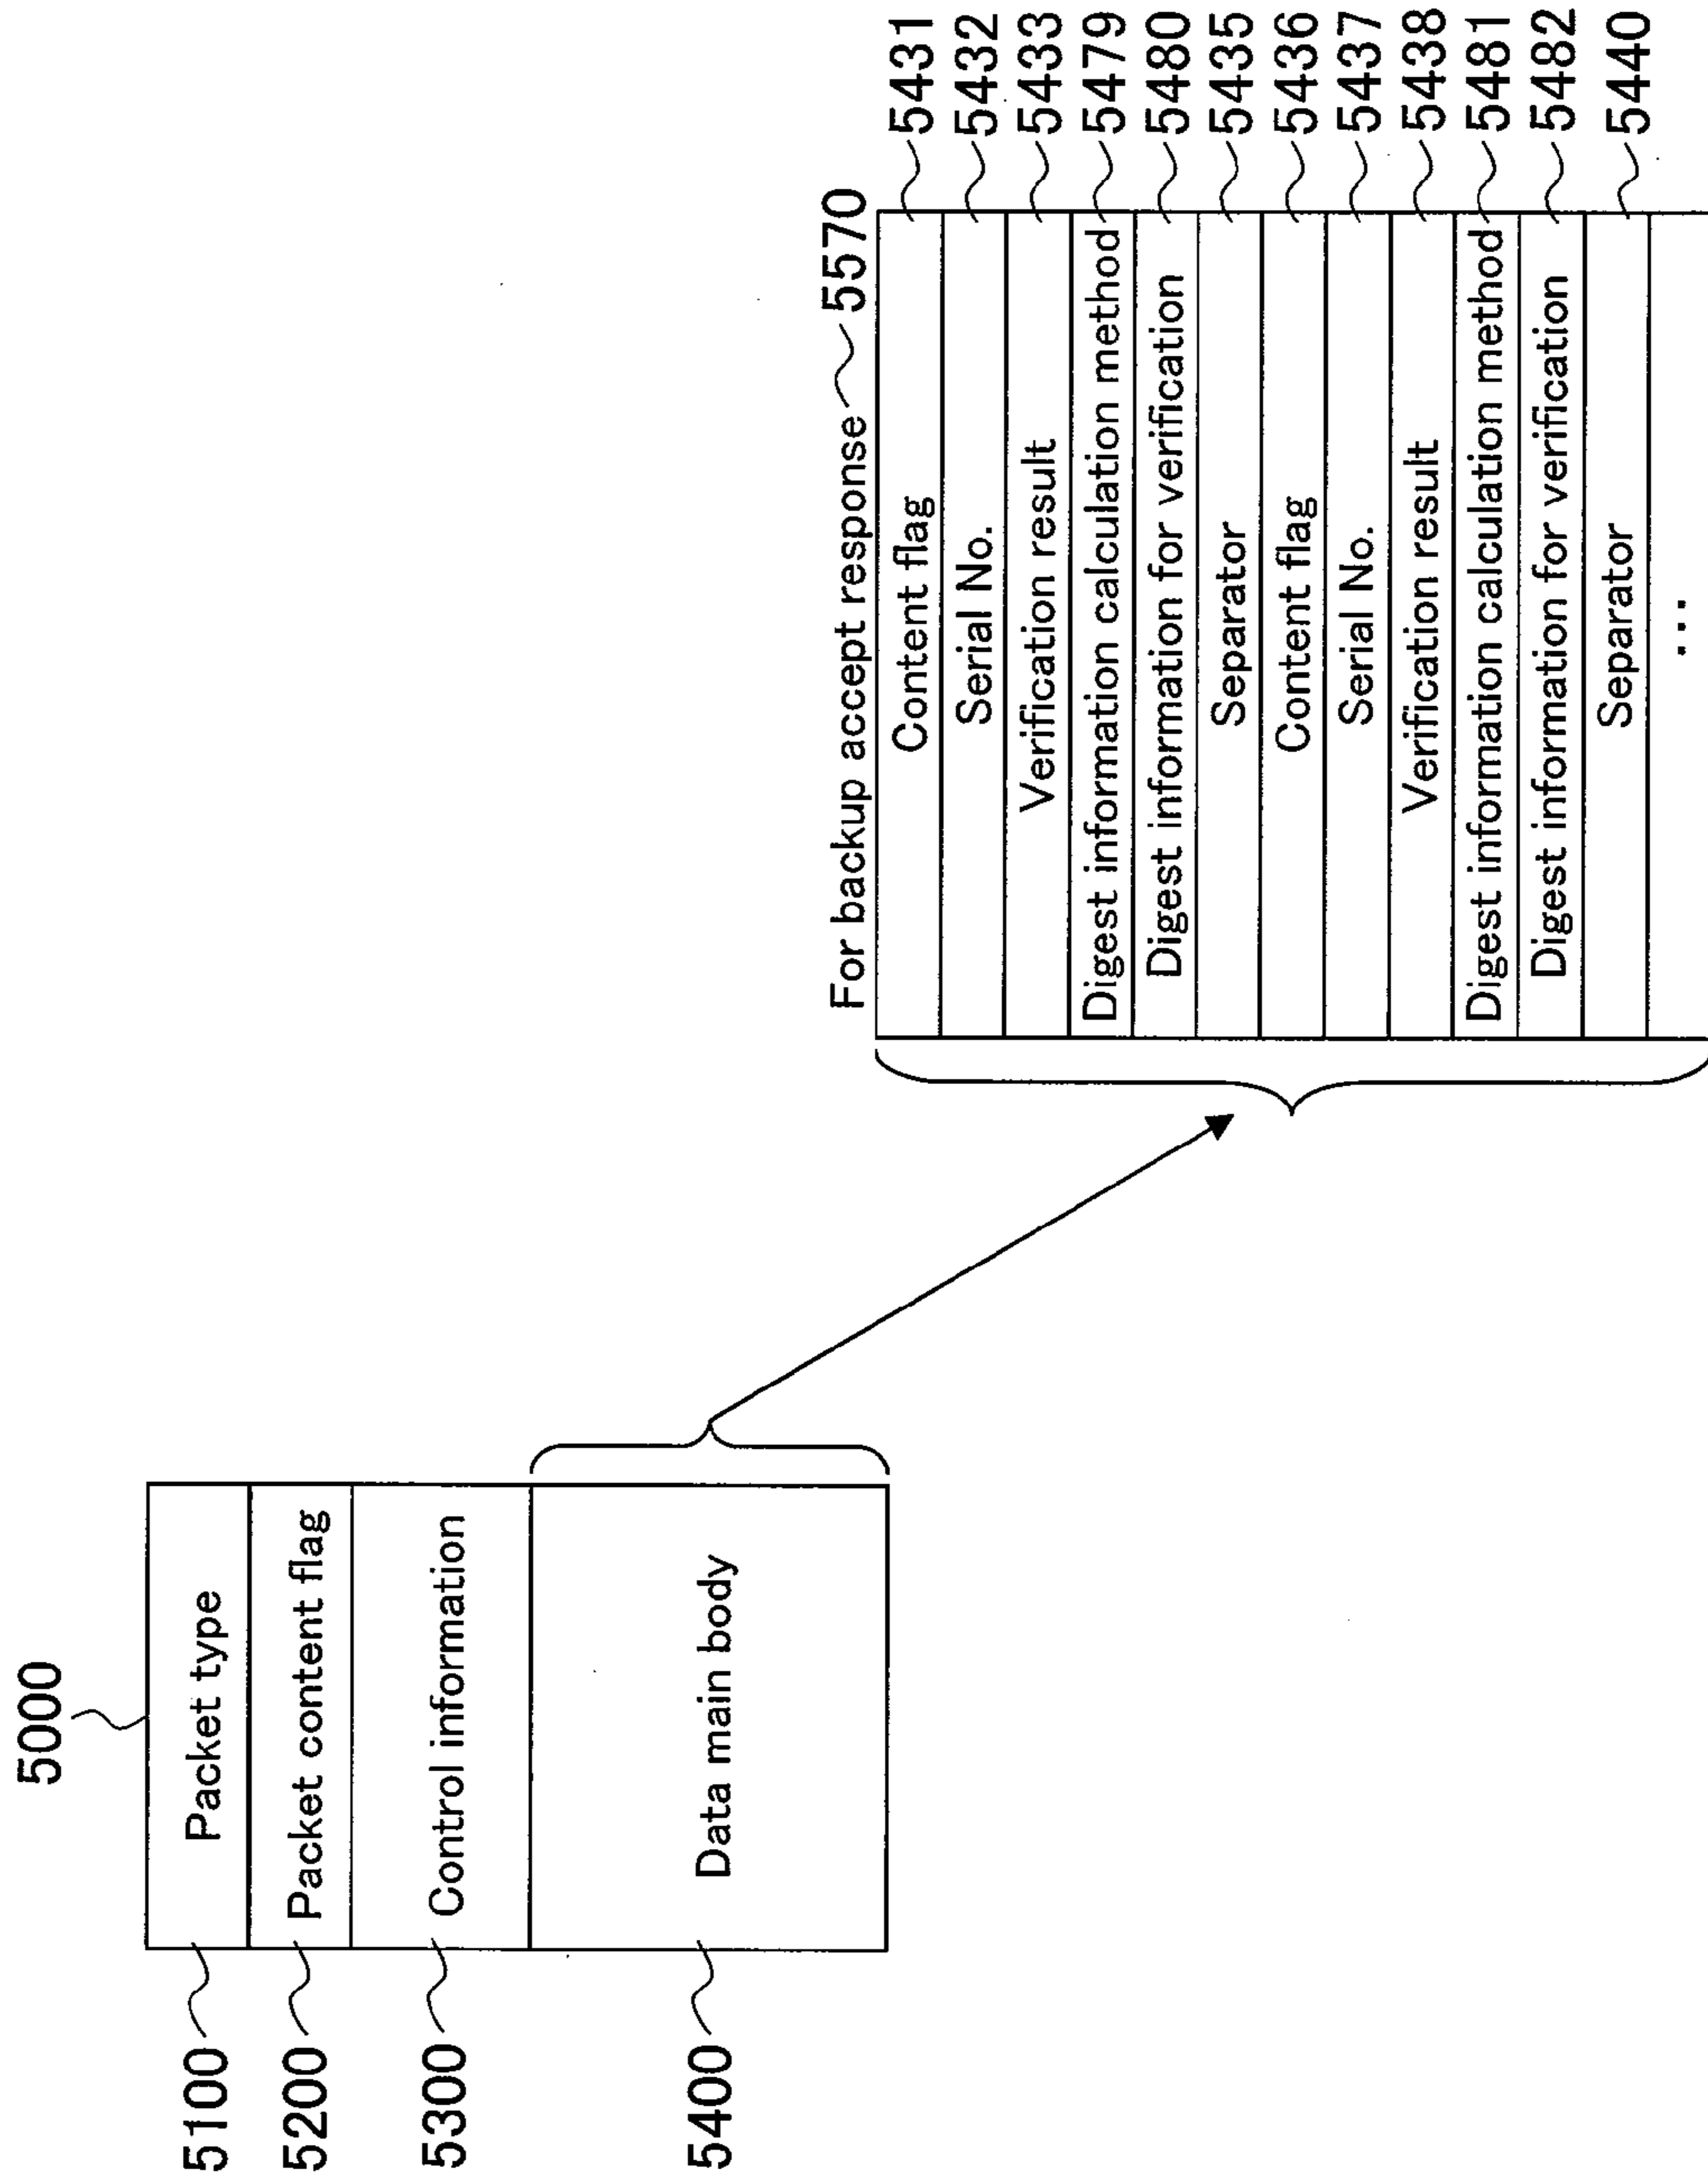 5000
5100 Packet type
5200 Packet content flag
5300 Control information
5400 Data main body
For backup accept response 5570
Content flag 5431
Serial No. 5432
Verification result 5433
Digest information calculation method 5479
Digest information for verification 5480
Separator 5435
Content flag 5436
Serial No. 5437
Verification result 5438
Digest information calculation method 5481
Digest information for verification 5482
Separator 5440
...